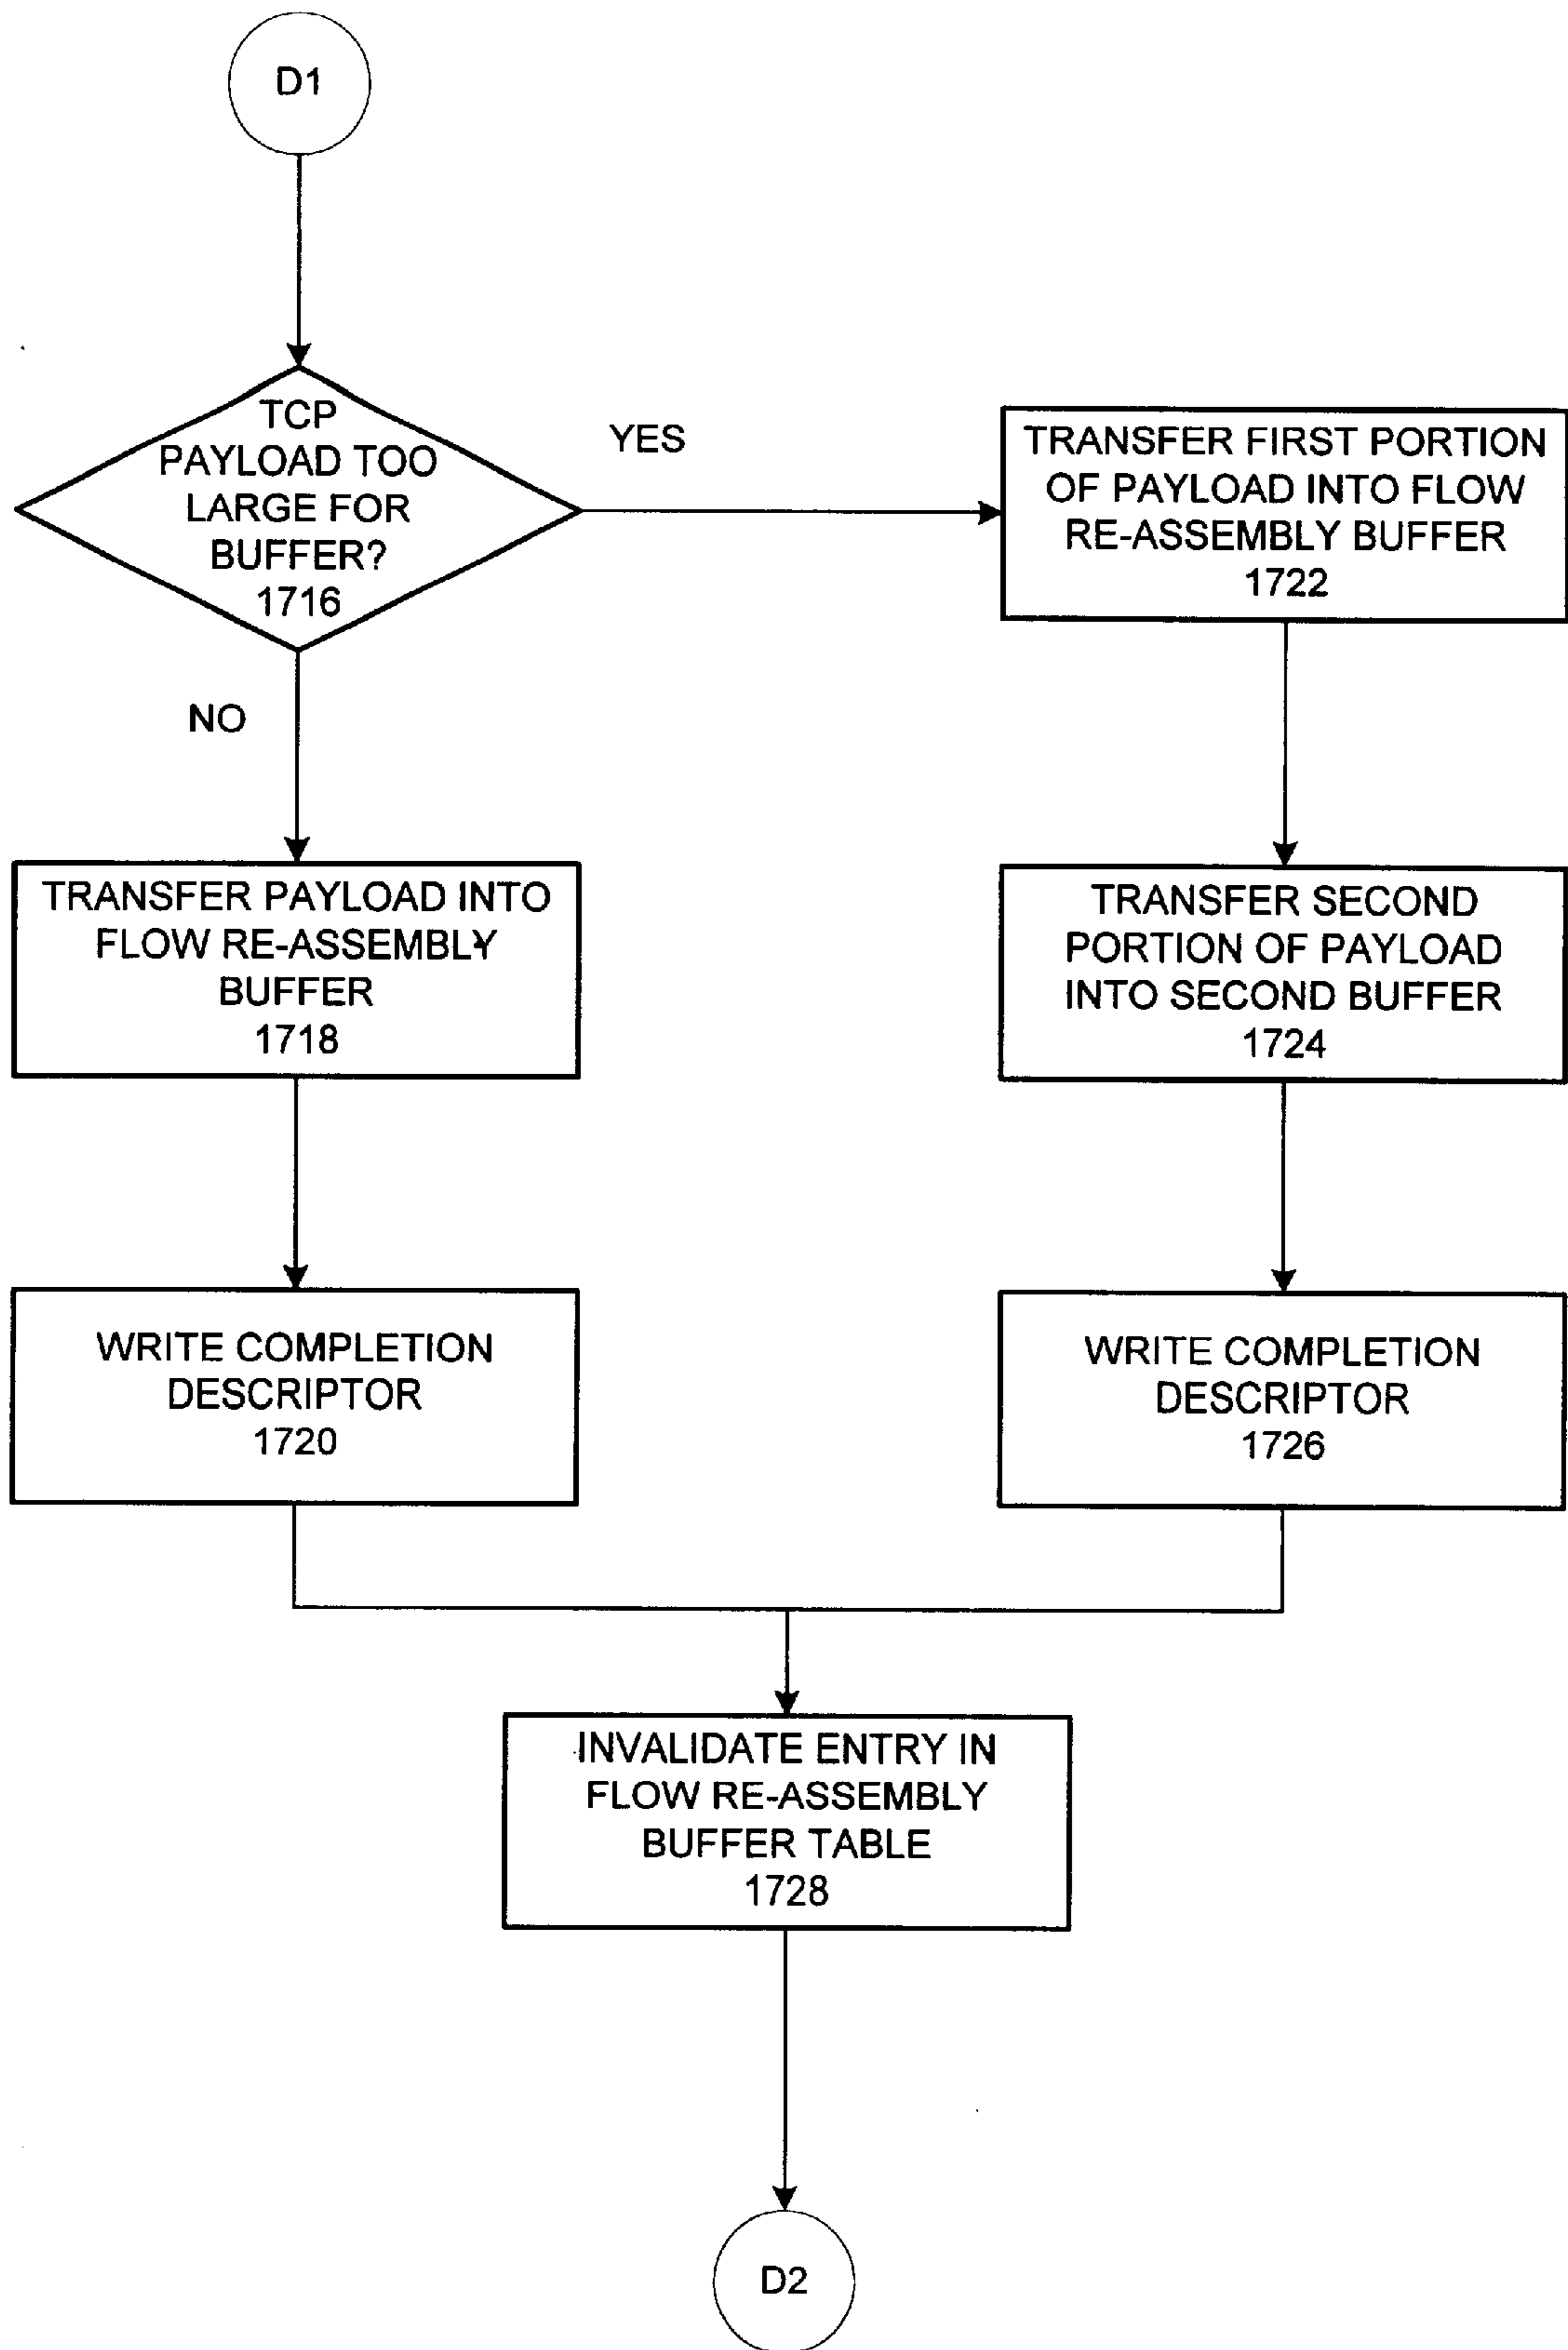 D1
TCP
PAYLOAD TOO
LARGE FOR
BUFFER?
1716
YES
TRANSFER FIRST PORTION
OF PAYLOAD INTO FLOW
RE-ASSEMBLY BUFFER
1722
NO
TRANSFER PAYLOAD INTO
FLOW RE-ASSEMBLY
BUFFER
1718
TRANSFER SECOND
PORTION OF PAYLOAD
INTO SECOND BUFFER
1724
WRITE COMPLETION
DESCRIPTOR
1720
WRITE COMPLETION
DESCRIPTOR
1726
INVALIDATE ENTRY IN
FLOW RE-ASSEMBLY
BUFFER TABLE
1728
D2